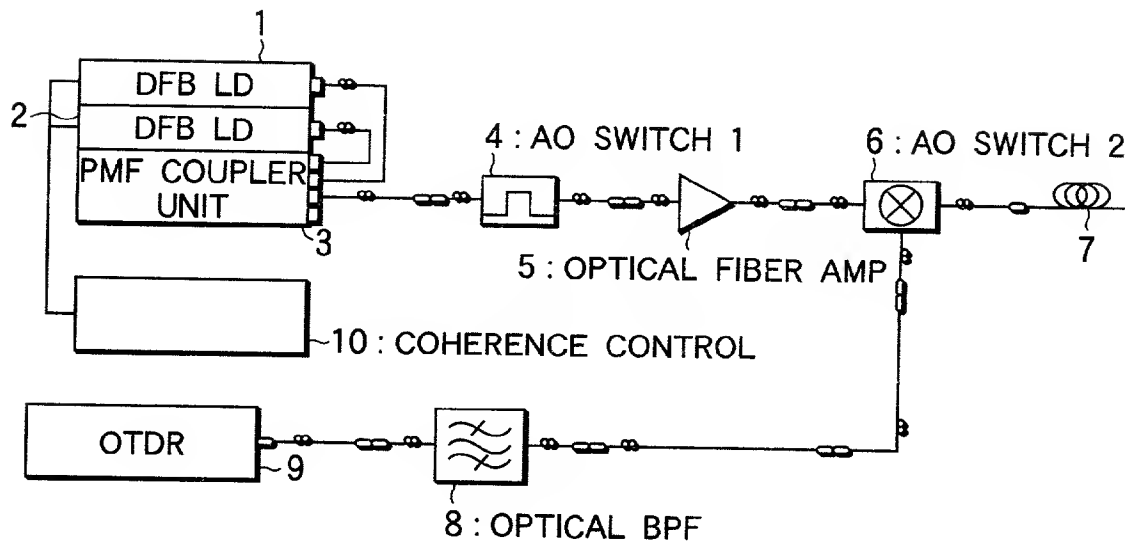 1
DFB LD
2
DFB LD
PMF COUPLER
UNIT
3
4 : AO SWITCH 1
6 : AO SWITCH 2
5 : OPTICAL FIBER AMP
7
10 : COHERENCE CONTROL
OTDR
9
8 : OPTICAL BPF